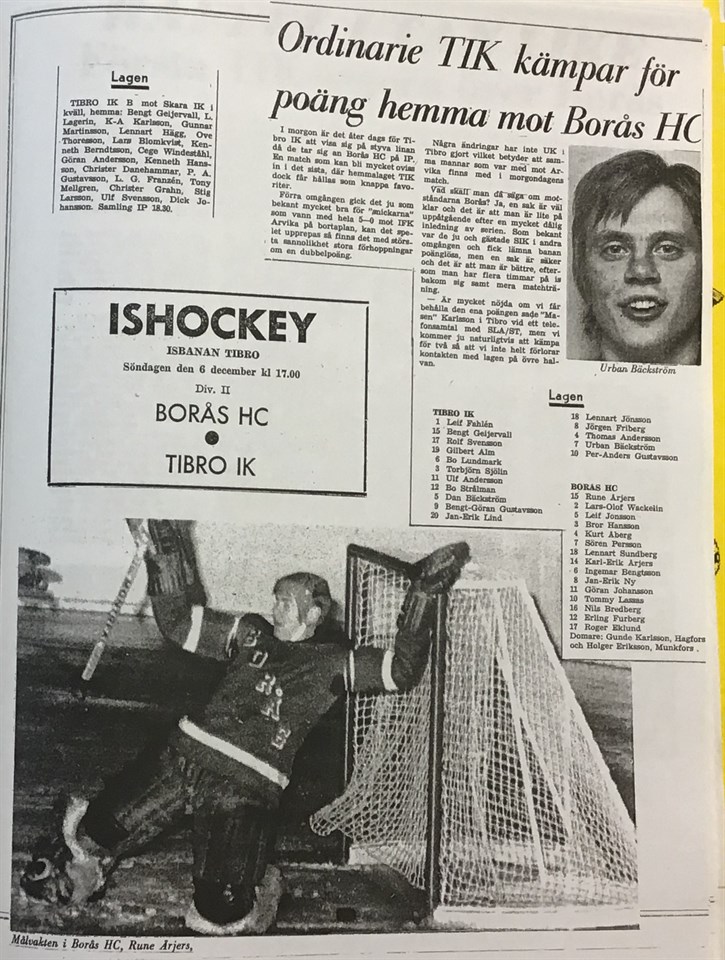 Ordinarie TIK kämpar för
poäng hemma mot Borås HC
Lagen
TIBRO IK B mot Skara IK i
kväll, hemma: Bengt Geijervall, L.
Lagerin, K-A Karlsson, Gunnar
Martinsson, Lennart Hägg, Ove
Thoresson, Lars Blomkvist, Ken-
neth Berndtsson, Cege Windeståhl,
Göran Andersson, Kenneth Hans-
son, Christer Danehammar, P. A.
Gustavsson, L. G. Franzén, Tony
Mellgren, Christer Grahn, Stig
Larsson, Ulf Svensson, Dick Jo-
hansson. Samling IP 18.30.
I morgon är det åter dags för Ti-
bro IK att visa sig på styva linan
då de tar sig an Borås HC på IP.
En match som kan bli mycket oviss
in i det sista, där hemmalaget TIK
dock får hållas som knappa favo-
riter.
Förra omgången gick det ju som
bekant mycket bra för "snickarna"
som vann med hela 5—0 mot IFK
Arvika på bortaplan, kan det spe-
let upprepas så finns det med störs-
ta sannolikhet stora förhoppningar
om en dubbelpoäng.
Några ändringar har inte UK i
Tibro gjort vilket betyder att sam-
ma mannar som var med mot Ar-
vika finns med i morgondagens
match.
Vad skall man då säga om mot-
ståndarna Borås? Ja, en sak är väl
klar och det är att man är lite på
uppåtgående efter en mycket dålig
inledning av serien. Som bekant
var de ju och gästade SIK i andra
omgången och fick lämna banan
poänglösa, men en sak är säker
och det är att man är bättre, efter-
som man har flera timmar på is
bakom sig samt mera matchträ-
ning.
— Är mycket nöjda om vi får
behålla den ena poängen sade "Ma-
sen" Karlsson i Tibro vid ett tele-
fonsamtal med SLA/ST, men vi
kommer ju naturligtvis att kämpa
för två så att vi inte helt förlorar
kontakten med lagen på övre hal-
van.
Urban Bäckström
ISHOCKEY
ISBANAN TIBRO
Söndagen den 6 december kl 17.00
Div. II
BORÅS HC
●
TIBRO IK
Lagen
TIBRO IK
1 Leif Fahlén
15 Bengt Geijervall
17 Rolf Svensson
19 Gilbert Alm
6 Bo Lundmark
3 Torbjörn Sjölin
11 Ulf Andersson
12 Bo Strålman
5 Dan Bäckström
9 Bengt-Göran Gustavsson
20 Jan-Erik Lind
18 Lennart Jönsson
8 Jörgen Friberg
4 Thomas Andersson
7 Urban Bäckström
10 Per-Anders Gustavsson
BORÅS HC
15 Rune Arjers
2 Lars-Olof Wackelin
5 Leif Jonsson
3 Bror Hansson
4 Kurt Åberg
7 Sören Persson
18 Lennart Sundberg
14 Karl-Erik Arjers
6 Ingemar Bengtsson
8 Jan-Erik Ny
11 Göran Johansson
10 Tommy Lassas
16 Nils Bredberg
12 Erling Furberg
17 Roger Eklund
Domare: Gunde Karlsson, Hagfors
och Holger Eriksson, Munkfors.
BORÅS
Målvakten i Borås HC, Rune Arjers,